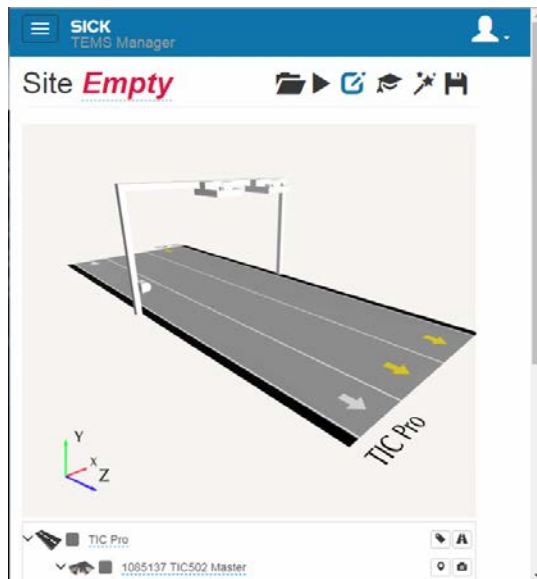 SICK
TEMS Manager
Site Empty
TIC Pro
Y
X
Z
TIC Pro
1085137 TIC502 Master